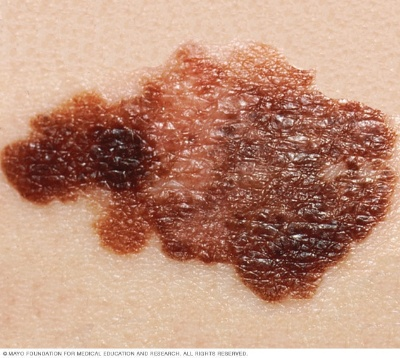 © MAYO FOUNDATION FOR MEDICAL EDUCATION AND RESEARCH. ALL RIGHTS RESERVED.